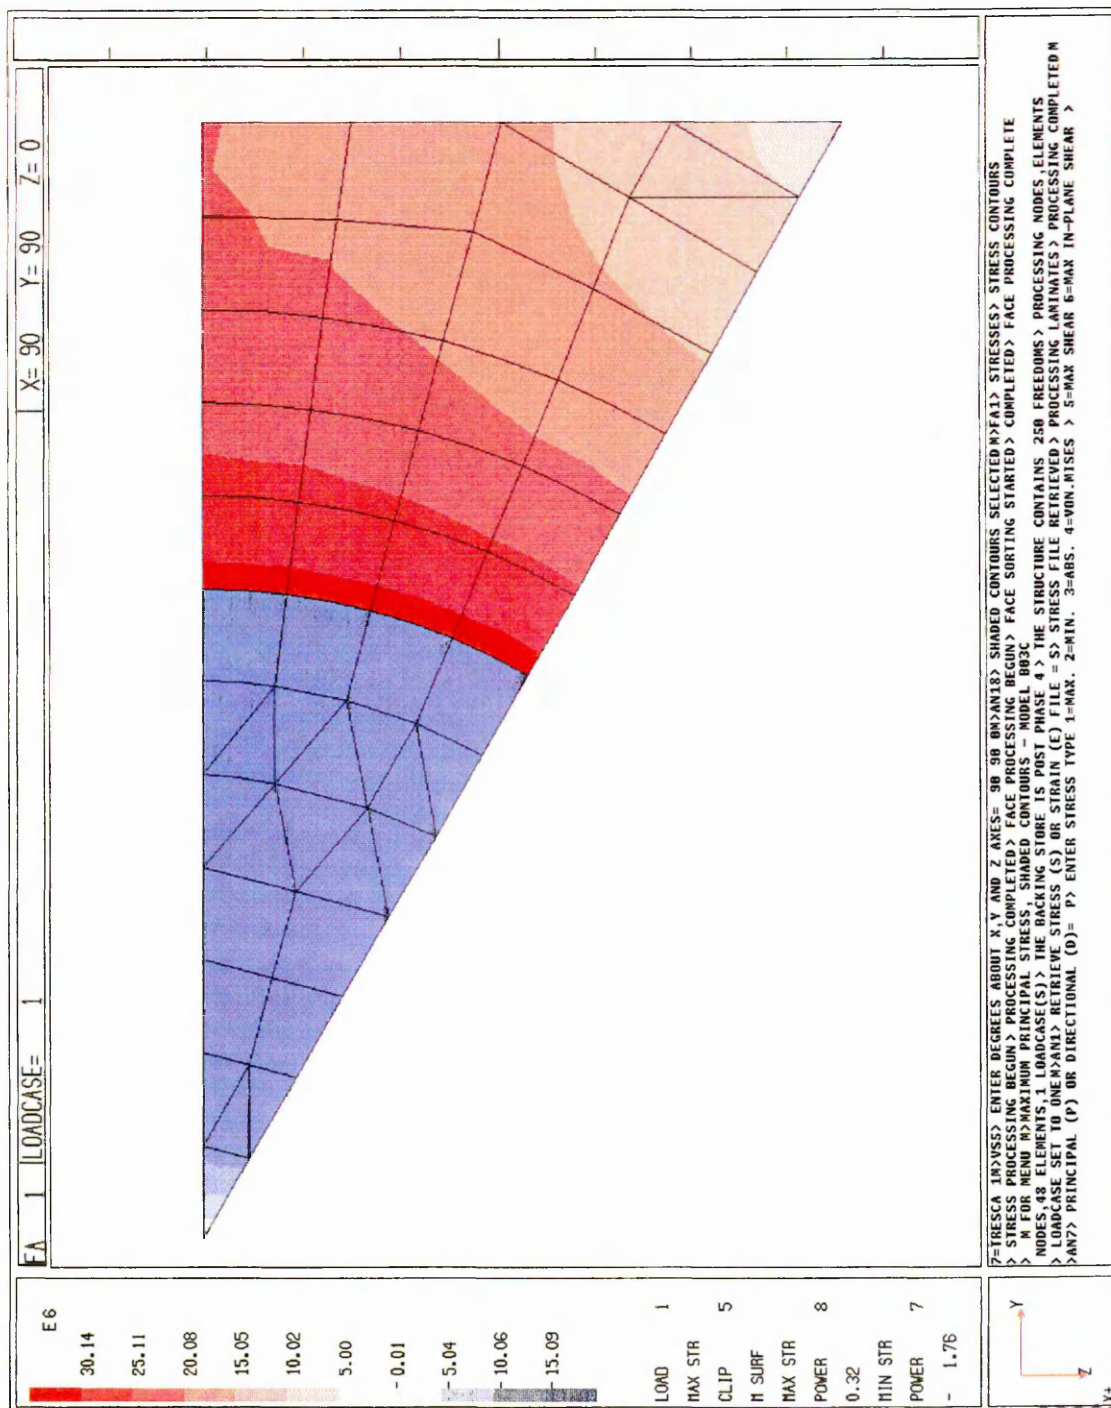 FA 1 LOADCASE= 1 X= 90 Y= 90 Z= 0
E 6
30.14
25.11
20.08
15.05
10.02
5.00
- 0.01
- 5.04
- 10.06
- 15.09
LOAD 1
MAX STR
CLIP 5
M SURF
MAX STR
POWER 8
0.32
MIN STR
POWER 7
- 1.76
7=TRESCA 1M>VS5> ENTER DEGREES ABOUT X,Y AND Z AXES= 90 90 0M>AN18> SHADED CONTOURS SELECTED M>FA1> STRESSES> STRESS CONTOURS
> STRESS PROCESSING BEGUN> PROCESSING COMPLETED> FACE PROCESSING BEGUN> FACE SORTING STARTED> COMPLETED> FACE PROCESSING COMPLETE
> M FOR MENU M>MAXIMUM PRINCIPAL STRESS, SHADED CONTOURS - MODEL B03C
NODES,48 ELEMENTS,1 LOADCASE(S)> THE BACKING STORE IS POST PHASE 4> THE STRUCTURE CONTAINS 250 FREEDOMS> PROCESSING NODES,ELEMENTS
> LOADCASE SET TO ONE M>AN1> RETRIEVE STRESS (S) OR STRAIN (E) FILE = S> STRESS FILE RETRIEVED> PROCESSING LAMINATES> PROCESSING COMPLETED M
>AN7> PRINCIPAL (P) OR DIRECTIONAL (D)= P> ENTER STRESS TYPE 1=MAX. 2=MIN. 3=ABS. 4=VON.MISES > 5=MAX SHEAR 6=MAX IN-PLANE SHEAR >
Y
Z
X+